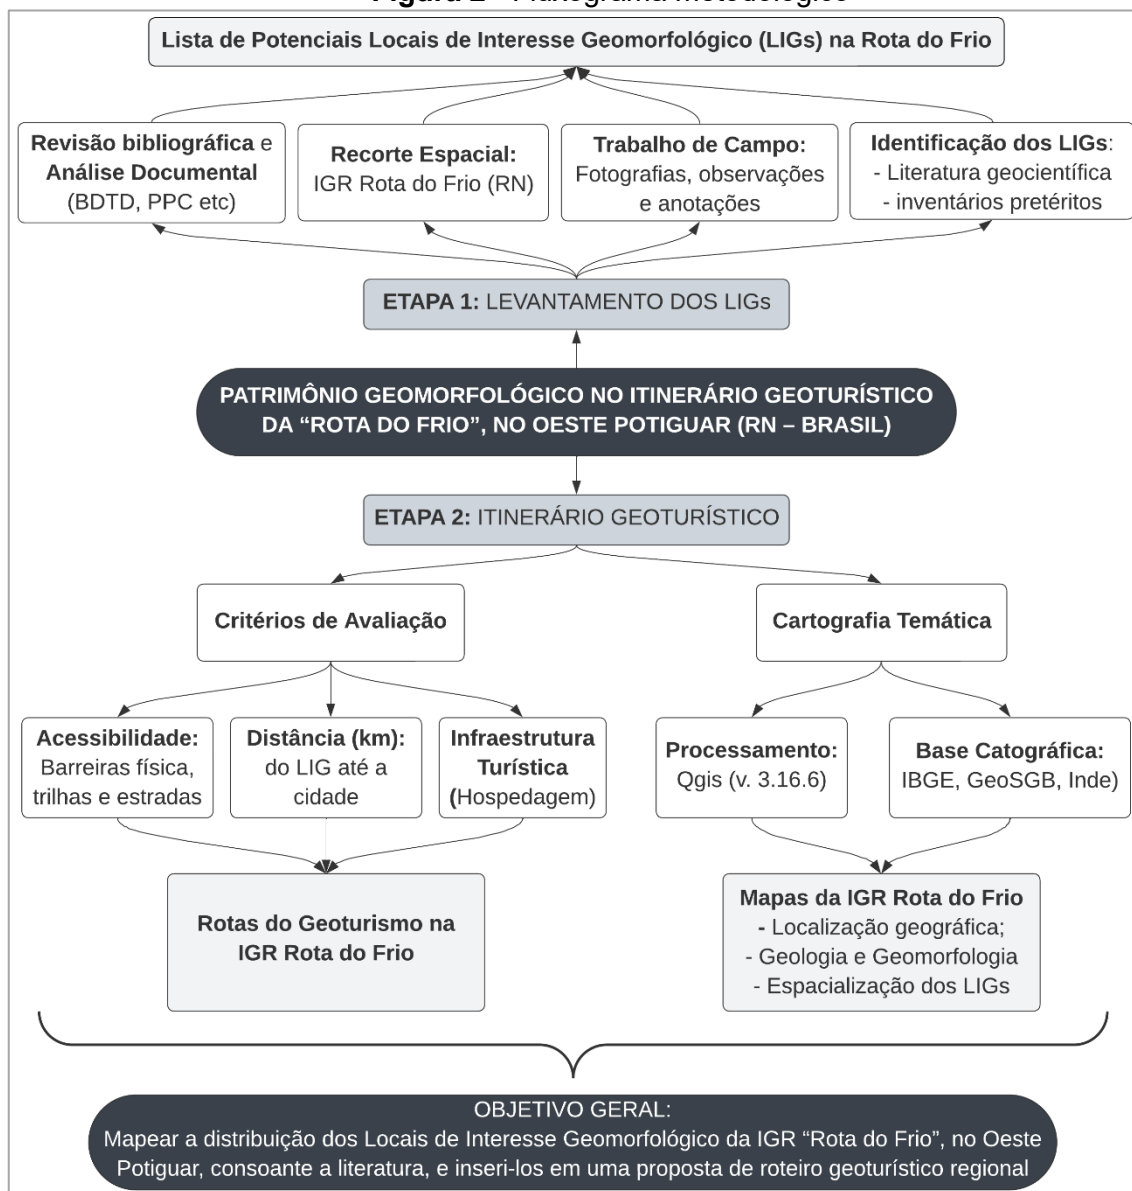 Lista de Potenciais Locais de Interesse Geomorfológico (LIGs) na Rota do Frio
Revisão bibliográfica e
Análise Documental
(BDTD, PPC etc)
Recorte Espacial:
IGR Rota do Frio (RN)
Trabalho de Campo:
Fotografias, observações
e anotações
Identificação dos LIGs:
- Literatura geocientífica
- inventários pretéritos
ETAPA 1: LEVANTAMENTO DOS LIGs
PATRIMÔNIO GEOMORFOLÓGICO NO ITINERÁRIO GEOTURÍSTICO
DA “ROTA DO FRIO”, NO OESTE POTIGUAR (RN – BRASIL)
ETAPA 2: ITINERÁRIO GEOTURÍSTICO
Critérios de Avaliação
Cartografia Temática
Acessibilidade:
Barreiras física,
trilhas e estradas
Distância (km):
do LIG até a
cidade
Infraestrutura
Turística
(Hospedagem)
Processamento:
Qgis (v. 3.16.6)
Base Catográfica:
IBGE, GeoSGB, Inde)
Rotas do Geoturismo na
IGR Rota do Frio
Mapas da IGR Rota do Frio
- Localização geográfica;
- Geologia e Geomorfologia
- Espacialização dos LIGs
OBJETIVO GERAL:
Mapear a distribuição dos Locais de Interesse Geomorfológico da IGR “Rota do Frio”, no Oeste
Potiguar, consoante a literatura, e inseri-los em uma proposta de roteiro geoturístico regional